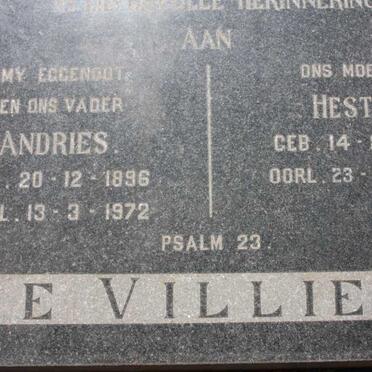 HERINNERING
AAN
MY EGGENOOT
EN ONS VADER
ANDRIES.
20-12-1896
13-3-1972
ONS MOE
HEST
GEB. 14-
OORL. 23-
PSALM 23.
E VILLIE